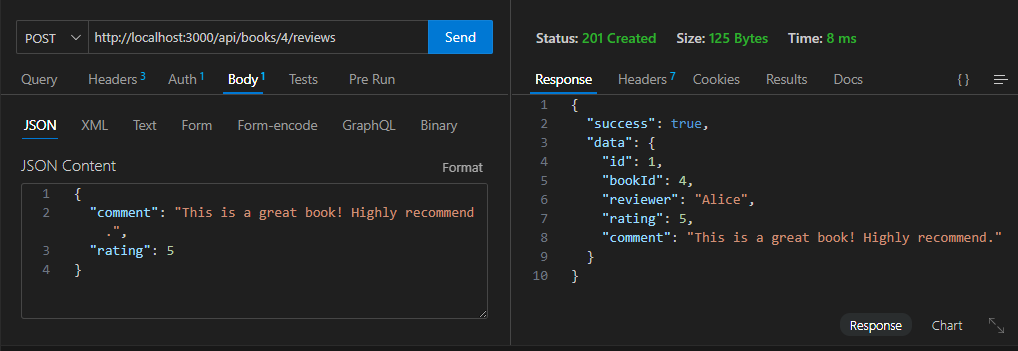 POST http://localhost:3000/api/books/4/reviews Send
Query Headers 3 Auth 1 Body 1 Tests Pre Run
JSON XML Text Form Form-encode GraphQL Binary
JSON Content Format
1 {
2 "comment": "This is a great book! Highly recommend
.",
3 "rating": 5
4 }
Status: 201 Created Size: 125 Bytes Time: 8 ms
Response Headers 7 Cookies Results Docs {}
1 {
2 "success": true,
3 "data": {
4 "id": 1,
5 "bookId": 4,
6 "reviewer": "Alice",
7 "rating": 5,
8 "comment": "This is a great book! Highly recommend."
9 }
10 }
Response Chart